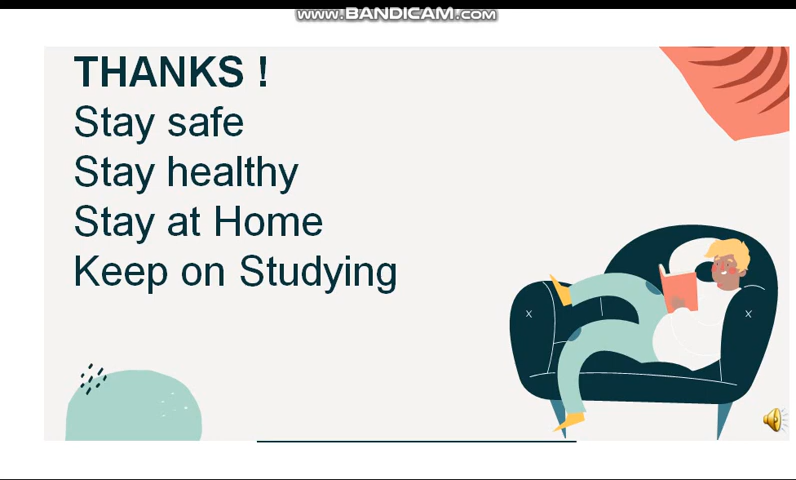 www.BANDICAM.com
THANKS !
Stay safe
Stay healthy
Stay at Home
Keep on Studying